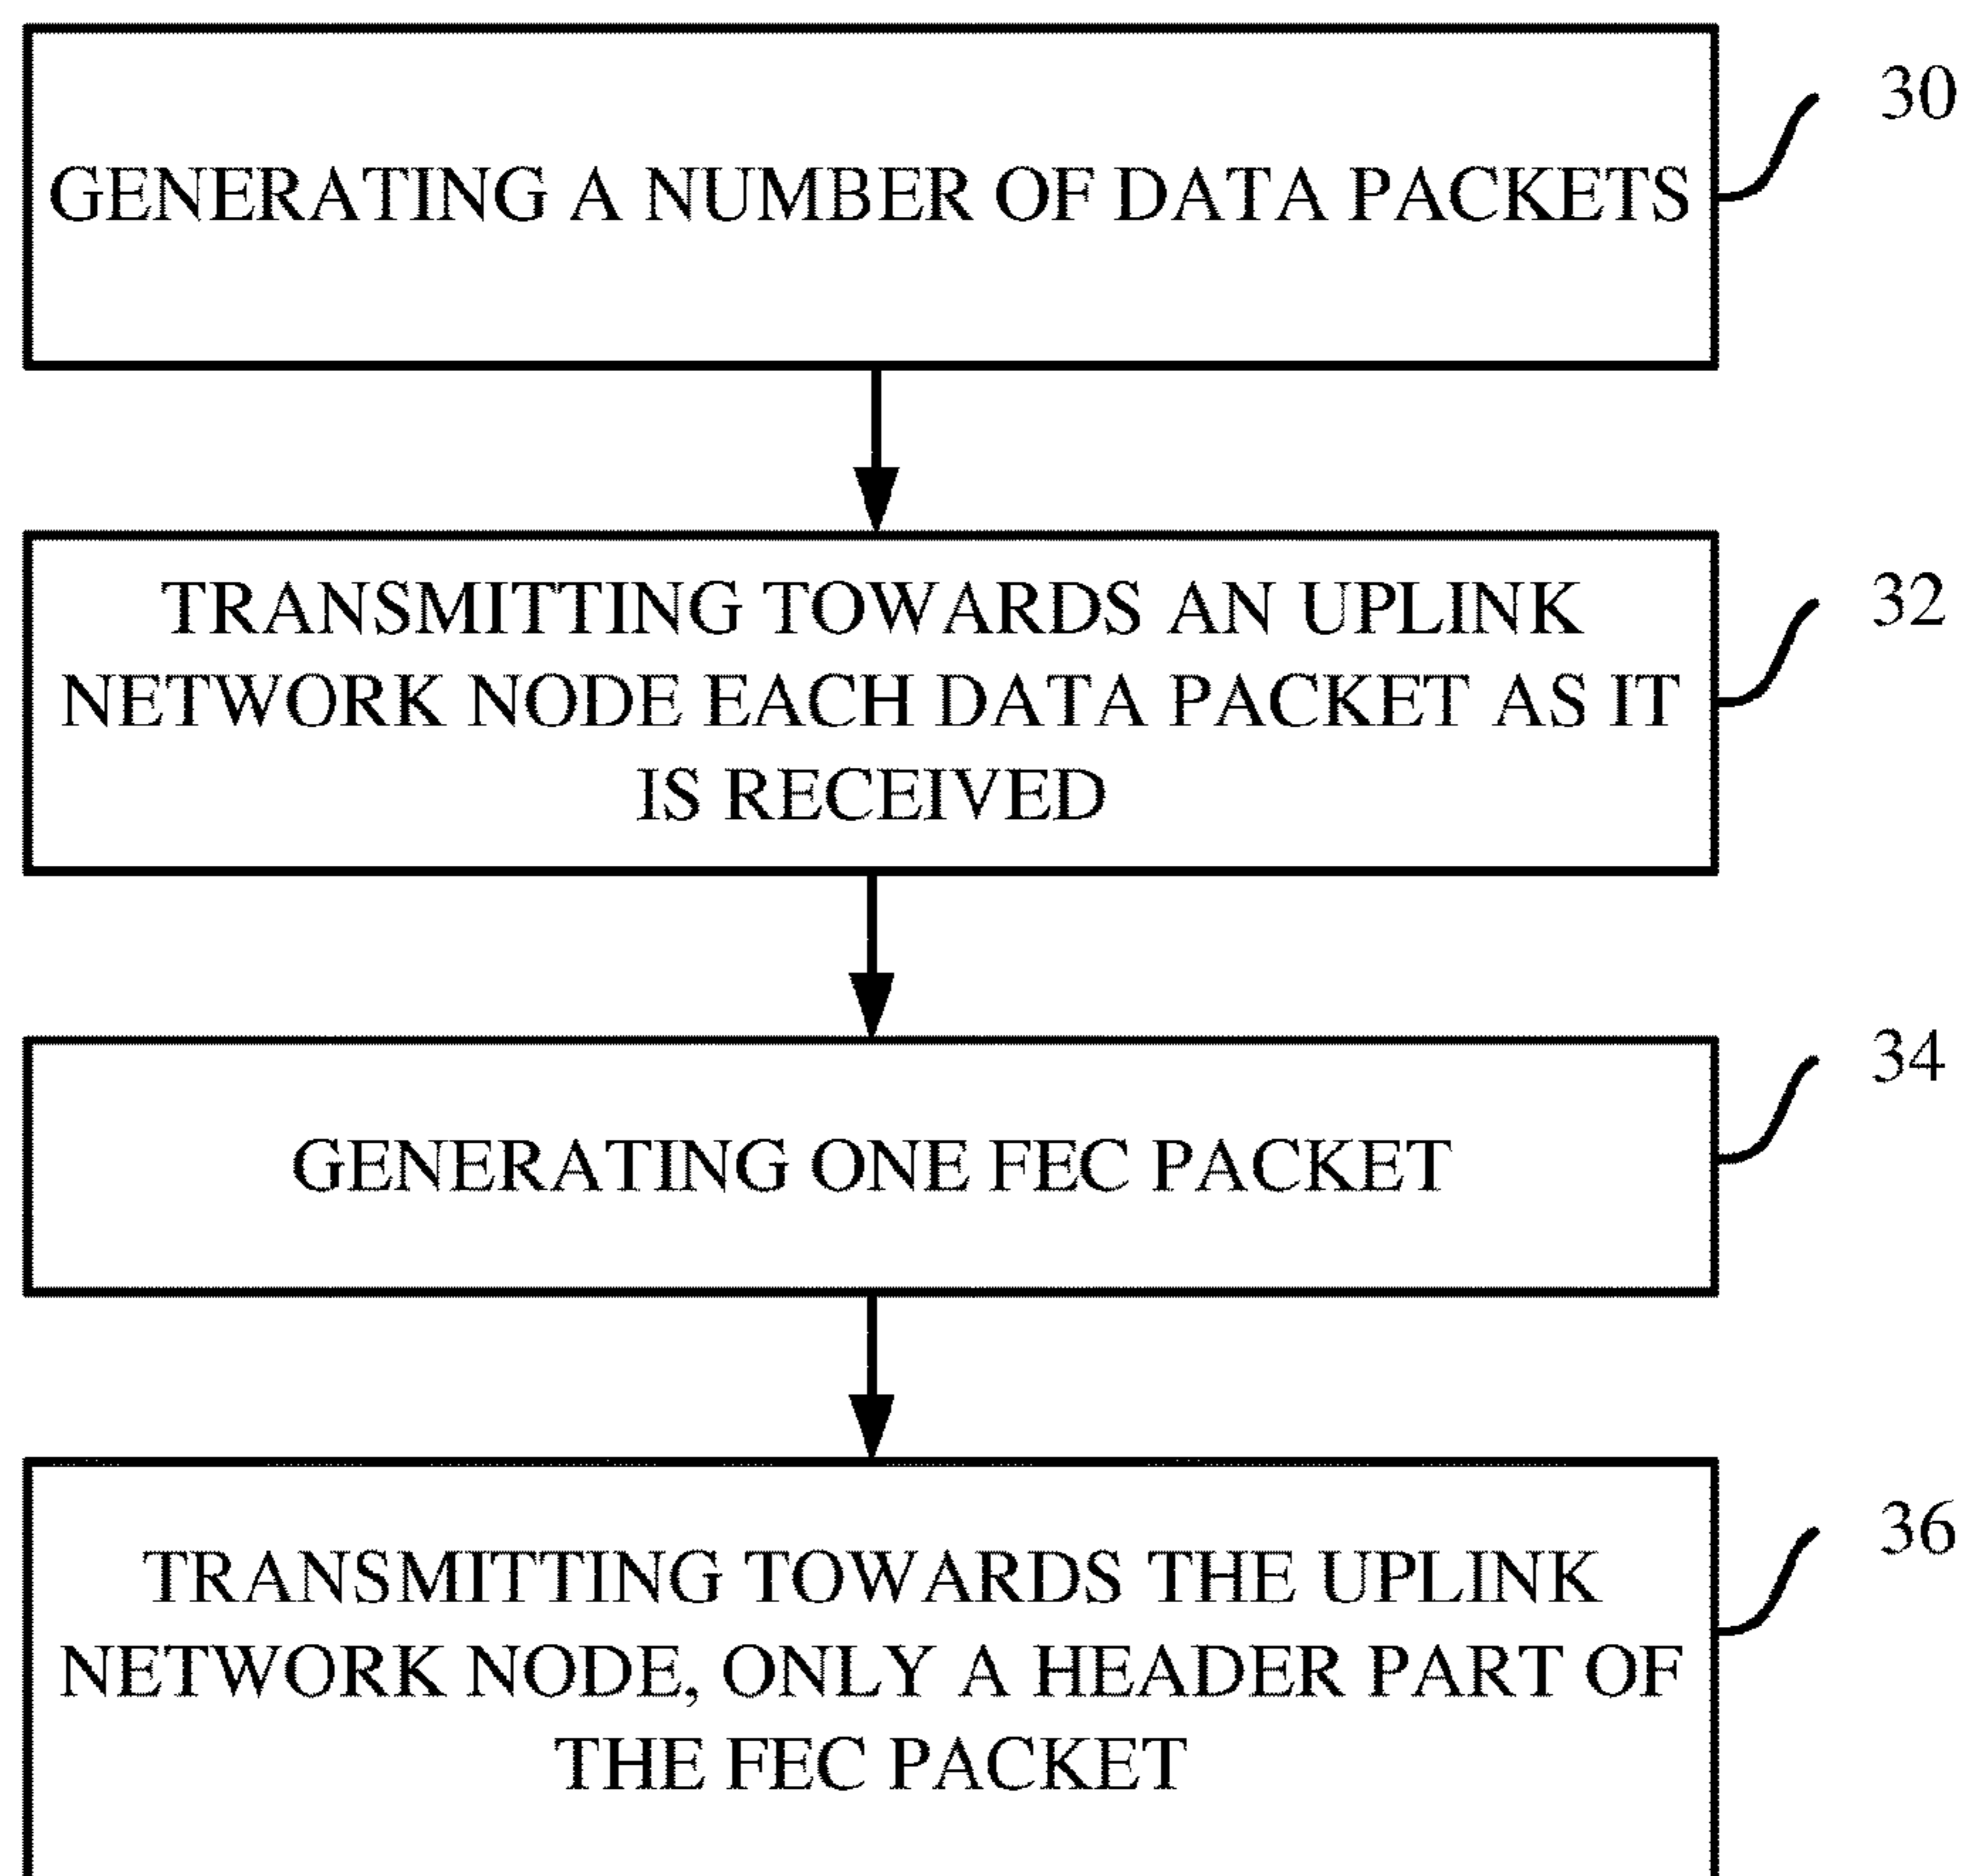 GENERATING A NUMBER OF DATA PACKETS
30
TRANSMITTING TOWARDS AN UPLINK
NETWORK NODE EACH DATA PACKET AS IT
IS RECEIVED
32
GENERATING ONE FEC PACKET
34
TRANSMITTING TOWARDS THE UPLINK
NETWORK NODE, ONLY A HEADER PART OF
THE FEC PACKET
36